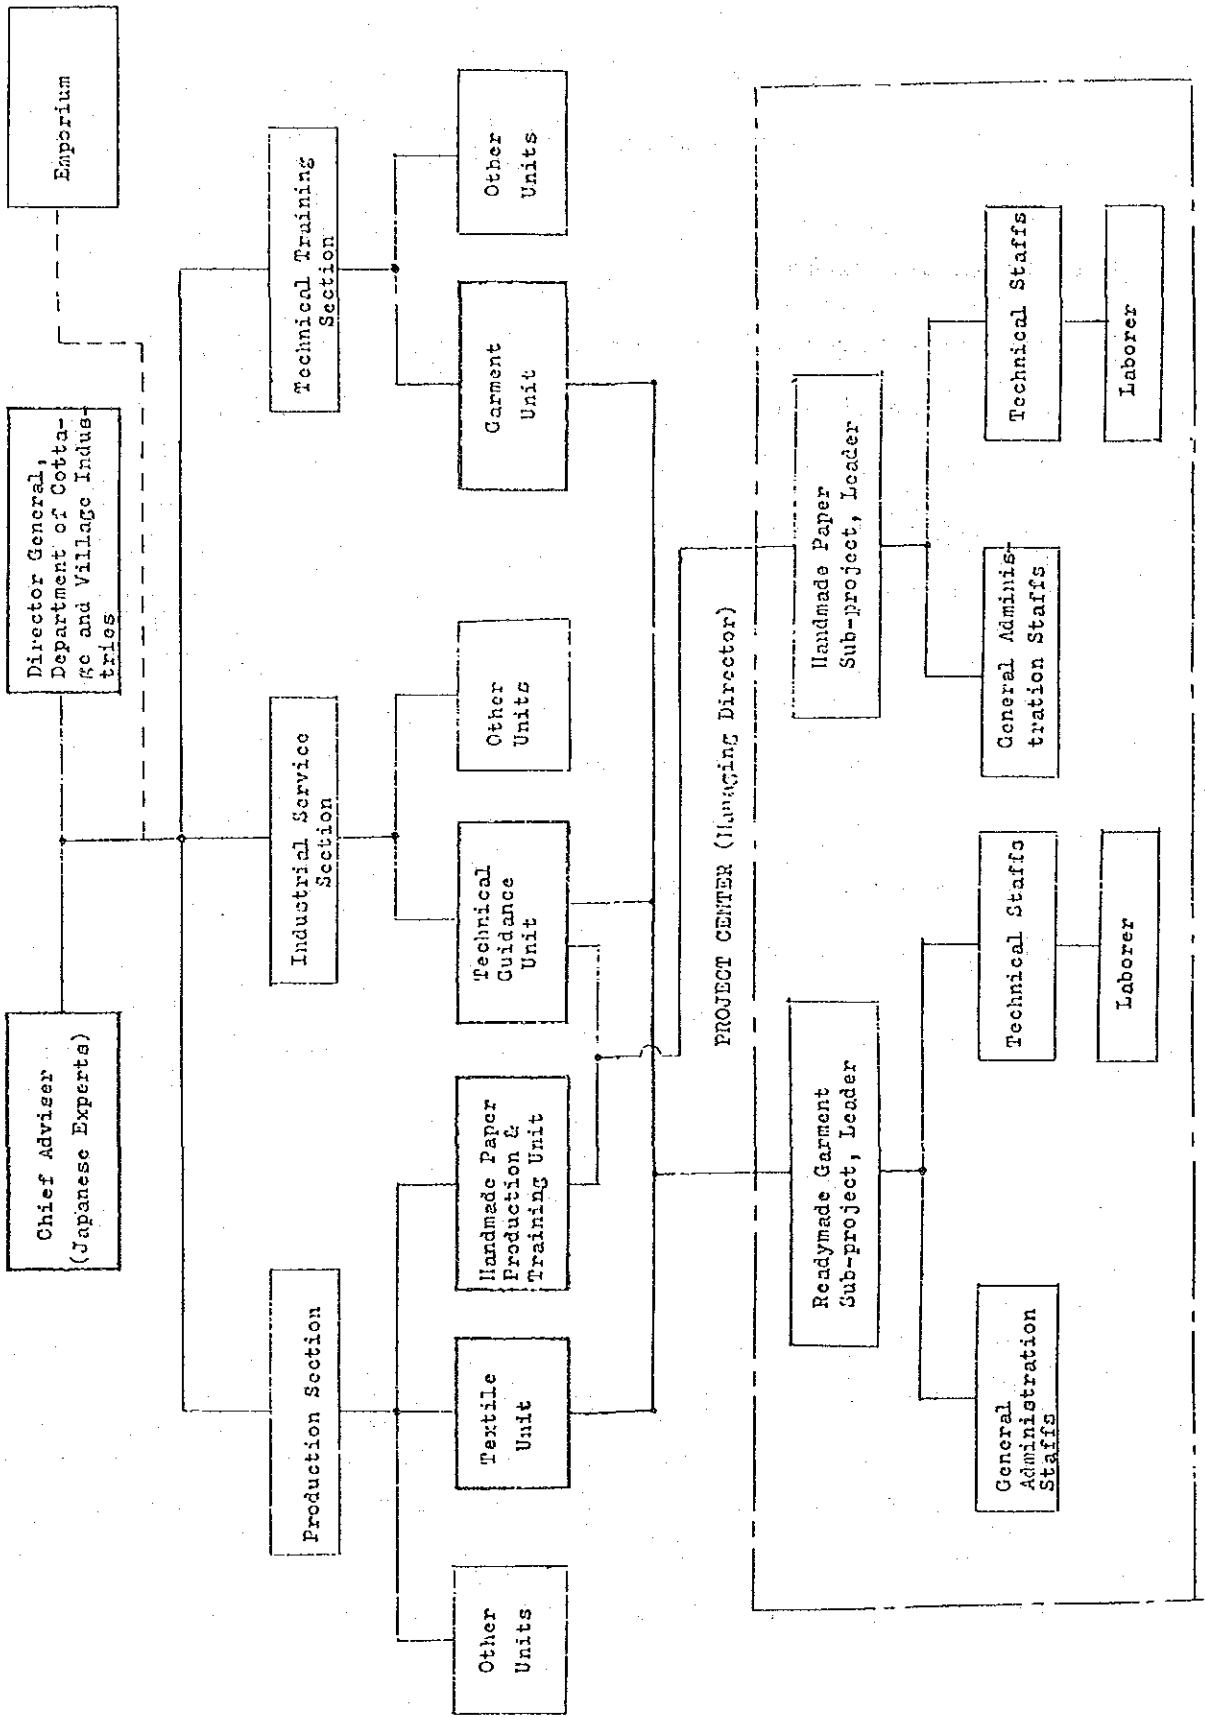 Chief Adviser
(Japanese Experts)
Director General,
Department of Cotta-
ge and Village Indus-
tries
Emporium
Production Section
Industrial Service
Section
Technical Training
Section
Other
Units
Textile
Unit
Handmade Paper
Production &
Training Unit
Technical
Guidance
Unit
Other
Units
Garment
Unit
Other
Units
PROJECT CENTER (Managing Director)
Readymade Garment
Sub-project, Leader
Handmade Paper
Sub-project, Leader
General
Administration
Staffs
Technical Staffs
General Adminis-
tration Staffs
Technical Staffs
Laborer
Laborer